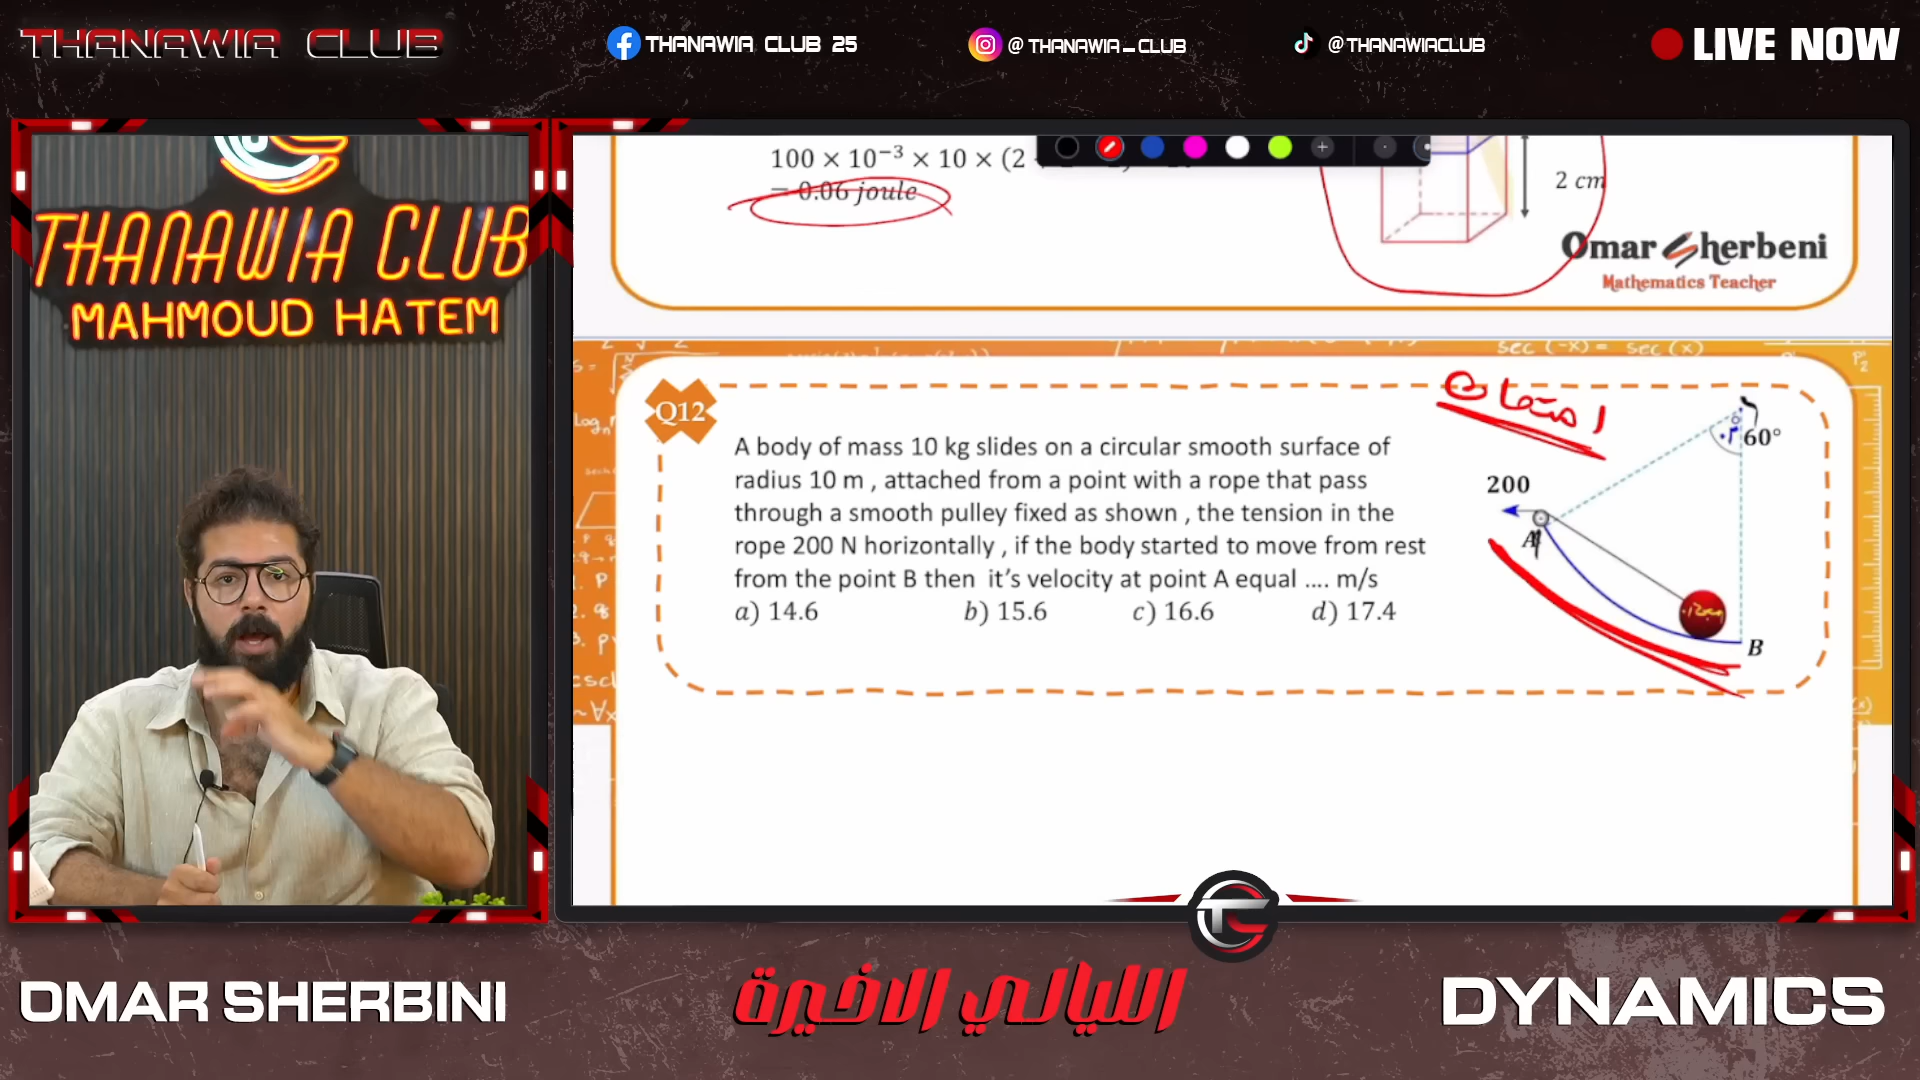 THANAWIA CLUB
THANAWIA CLUB 25
@ THANAWIA_CLUB
@THANAWIACLUB
LIVE NOW
THANAWIA CLUB
MAHMOUD HATEM
100 × 10⁻³ × 10 × (2
= 0.06 joule
2 cm
Omar Sherbeni
Mathematics Teacher
sec (-x) = sec (x)
Q12
A body of mass 10 kg slides on a circular smooth surface of
radius 10 m , attached from a point with a rope that pass
through a smooth pulley fixed as shown , the tension in the
rope 200 N horizontally , if the body started to move from rest
from the point B then it's velocity at point A equal .... m/s
a) 14.6 b) 15.6 c) 16.6 d) 17.4
امتحان
60°
200
A
B
OMAR SHERBINI
الليالي الاخيرة
DYNAMICS